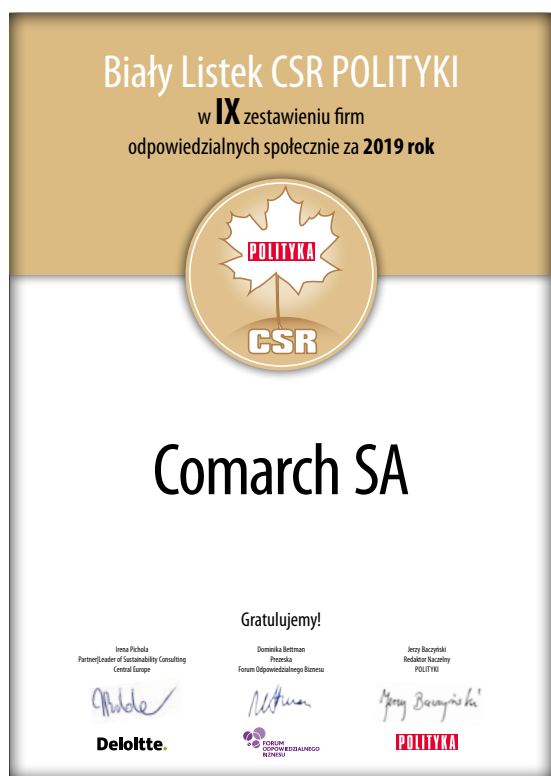 Biały Listek CSR POLITYKI
w IX zestawieniu firm
odpowiedzialnych społecznie za 2019 rok
POLITYKA
CSR
Comarch SA
Gratulujemy!
Irena Pichola
Partner|Leader of Sustainability Consulting
Central Europe
Dominika Bettman
Prezeska
Forum Odpowiedzialnego Biznesu
Jerzy Baczyński
Redaktor Naczelny
POLITYKI
Jerzy Baczyński
Deloitte.
FORUM
ODPOWIEDZIALNEGO
BIZNESU
POLITYKA